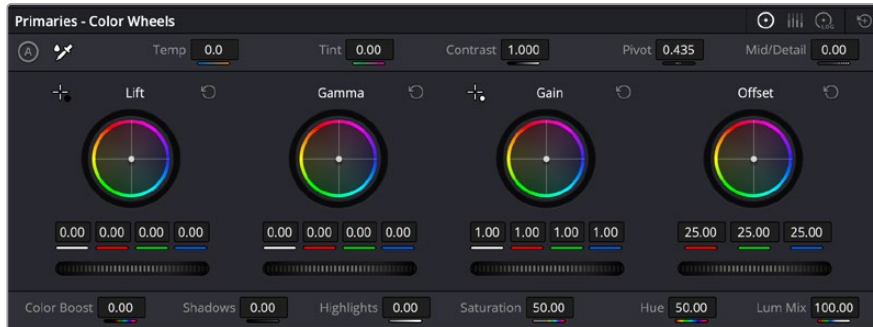 Primaries - Color Wheels
LOG
A Temp 0.0 Tint 0.00 Contrast 1.000 Pivot 0.435 Mid/Detail 0.00
Lift Gamma Gain Offset
0.00 0.00 0.00 0.00 0.00 0.00 0.00 0.00 1.00 1.00 1.00 1.00 25.00 25.00 25.00
Color Boost 0.00 Shadows 0.00 Highlights 0.00 Saturation 50.00 Hue 50.00 Lum Mix 100.00